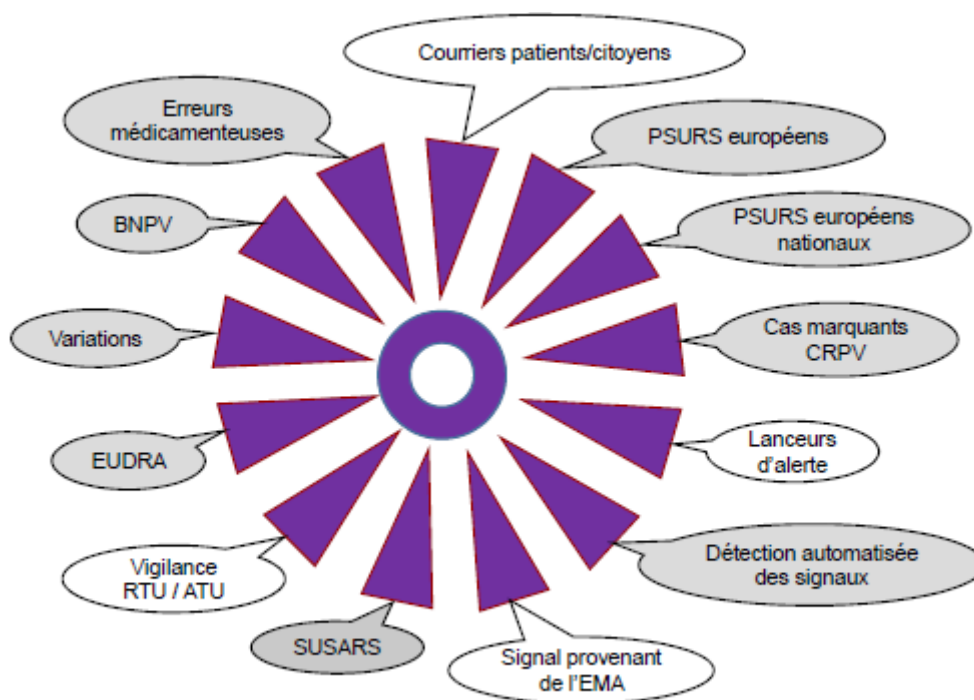 Courriers patients/citoyens
Erreurs
médicamenteuses
PSURS européens
BNPV
PSURS européens
nationaux
Variations
Cas marquants
CRPV
EUDRA
Lanceurs
d'alerte
Vigilance
RTU / ATU
Détection automatisée
des signaux
SUSARS
Signal provenant
de l'EMA